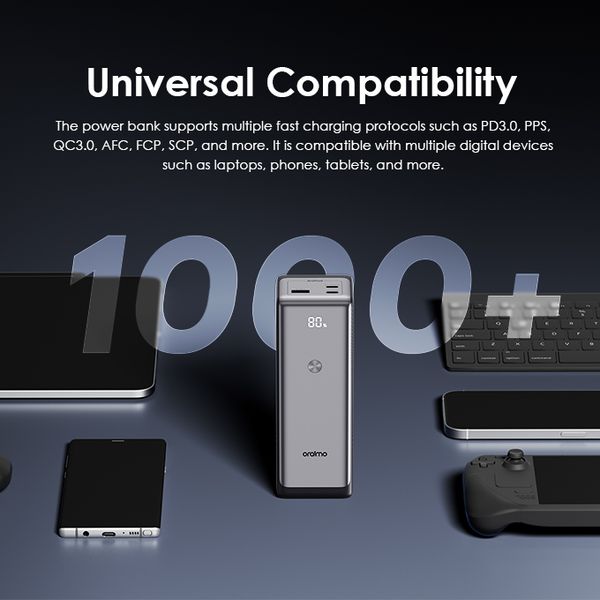 Universal Compatibility
The power bank supports multiple fast charging protocols such as PD3.0, PPS,
QC3.0, AFC, FCP, SCP, and more. It is compatible with multiple digital devices
such as laptops, phones, tablets, and more.
1000+
80%
oraimo